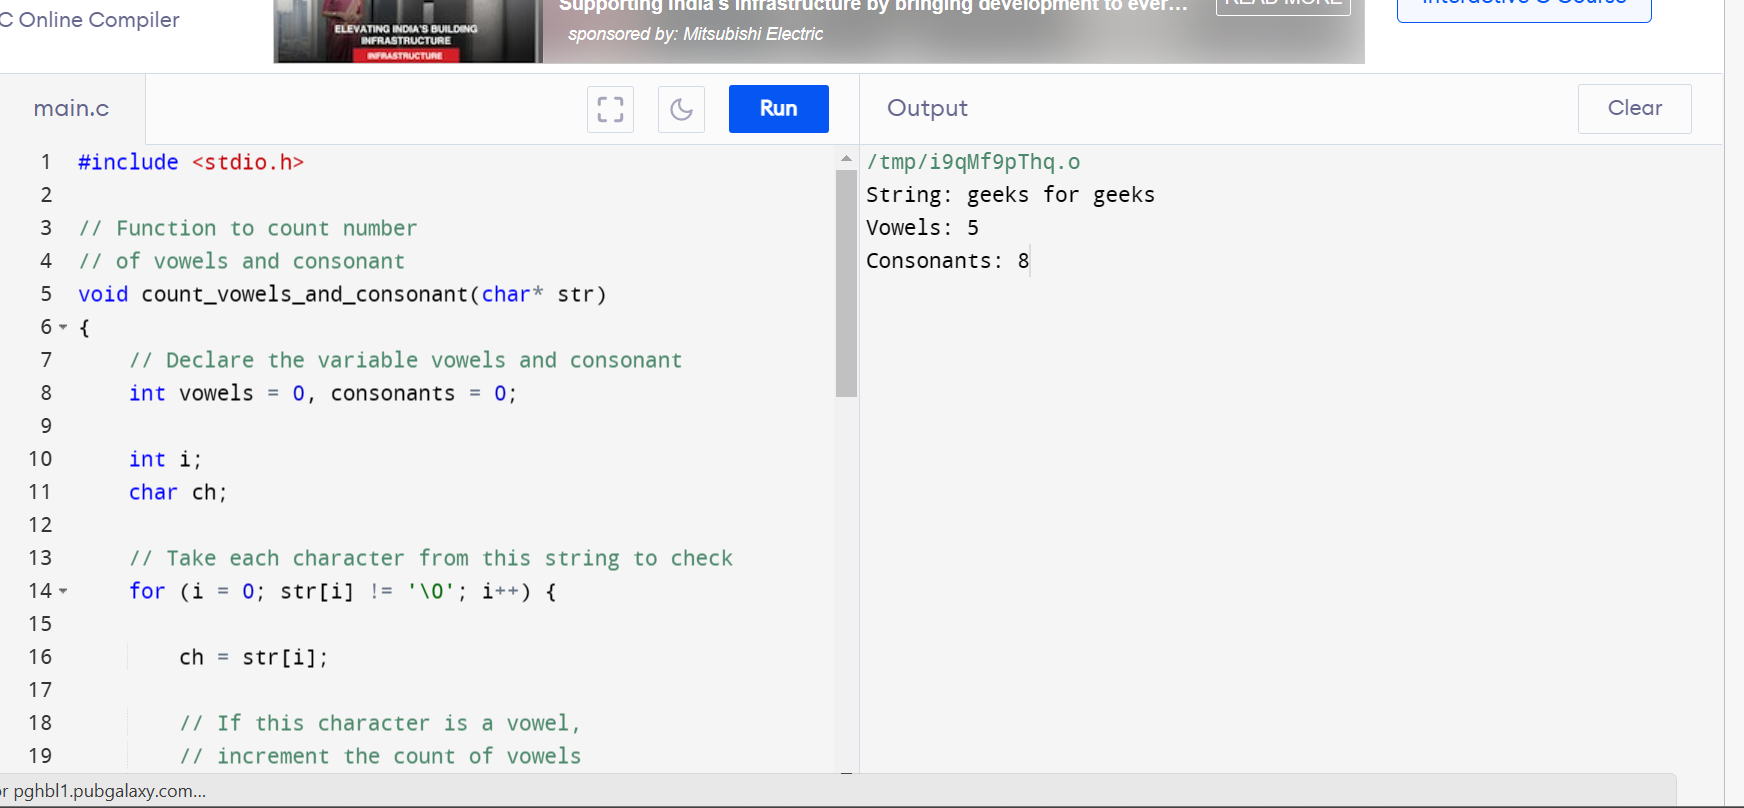 C Online Compiler
ELEVATING INDIA'S BUILDING
INFRASTRUCTURE
INFRASTRUCTURE
Supporting India's infrastructure by bringing development to ever...
sponsored by: Mitsubishi Electric
READ MORE
Interactive C Course
main.c
Run
Output
Clear
1 #include <stdio.h>
2
3 // Function to count number
4 // of vowels and consonant
5 void count_vowels_and_consonant(char* str)
6 {
7 // Declare the variable vowels and consonant
8 int vowels = 0, consonants = 0;
9
10 int i;
11 char ch;
12
13 // Take each character from this string to check
14 for (i = 0; str[i] != '\0'; i++) {
15
16 ch = str[i];
17
18 // If this character is a vowel,
19 // increment the count of vowels
/tmp/i9qMf9pThq.o
String: geeks for geeks
Vowels: 5
Consonants: 8
or pghbl1.pubgalaxy.com...